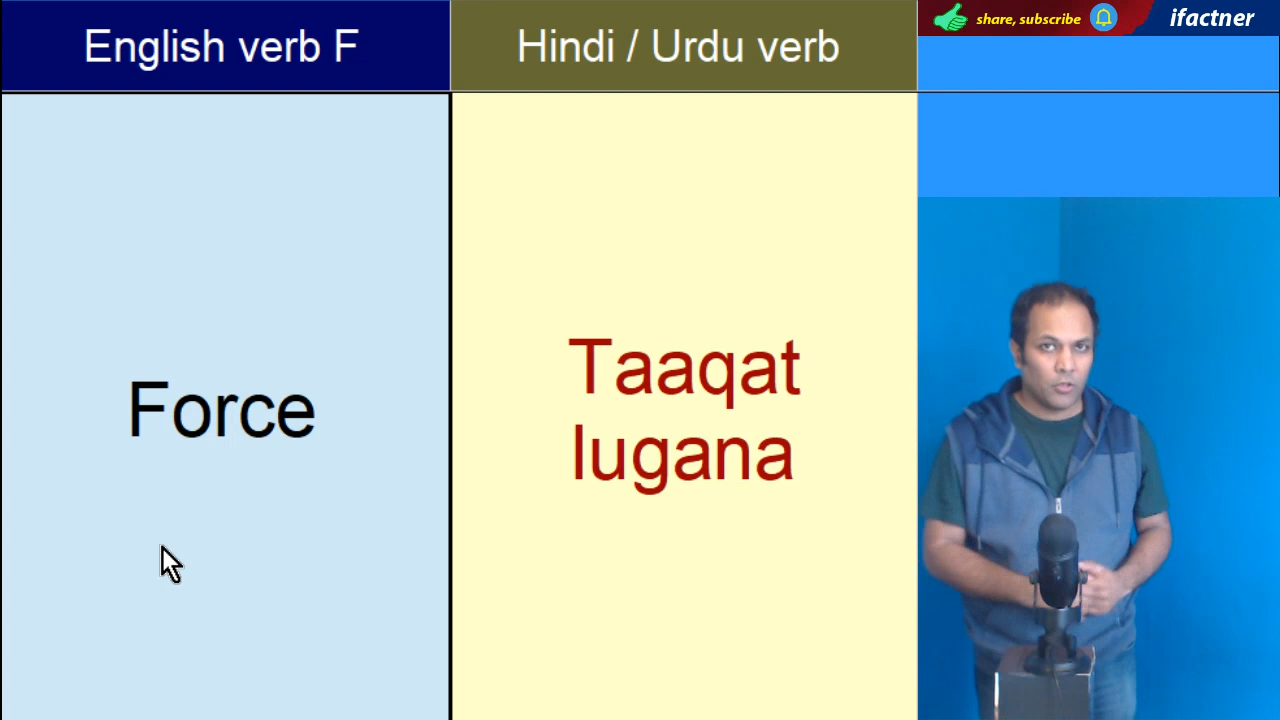 English verb F
Hindi / Urdu verb
share, subscribe
ifactner
Force
Taaqat
lugana